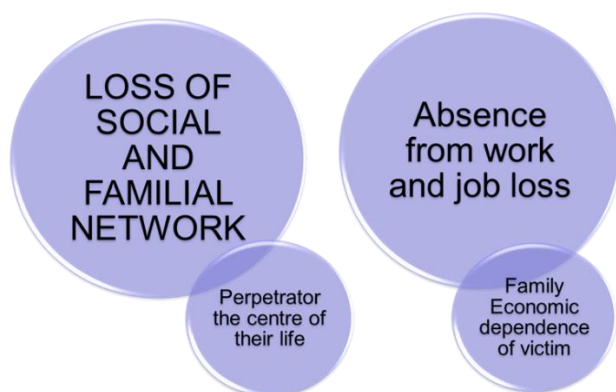 LOSS OF
SOCIAL
AND
FAMILIAL
NETWORK
Perpetrator
the centre of
their life
Absence
from work
and job loss
Family
Economic
dependence
of victim